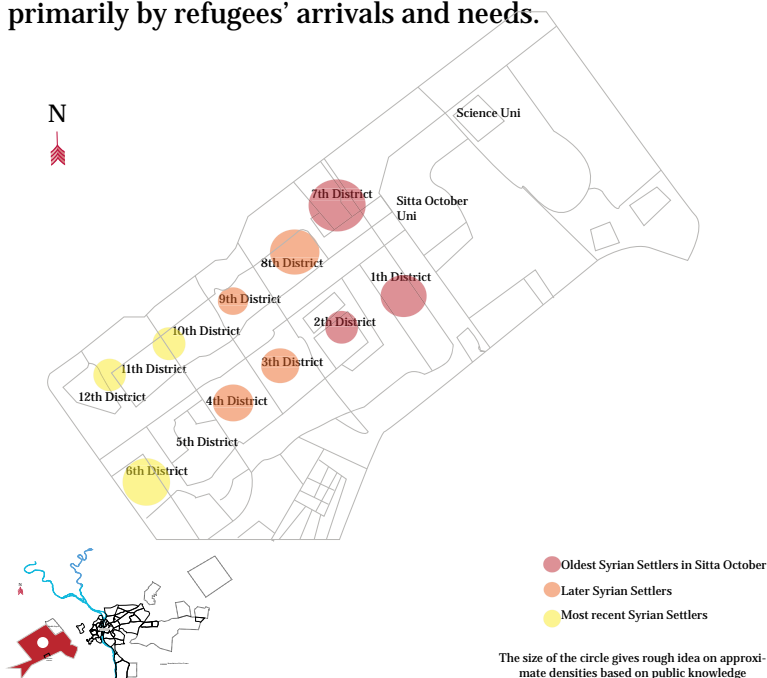 primarily by refugees’ arrivals and needs.
N
Science Uni
7th District
Sitta October
Uni
8th District
1th District
9th District
2th District
10th District
3th District
11th District
12th District
4th District
5th District
6th District
N
Oldest Syrian Settlers in Sitta October
Later Syrian Settlers
Most recent Syrian Settlers
The size of the circle gives rough idea on approxi-
mate densities based on public knowledge